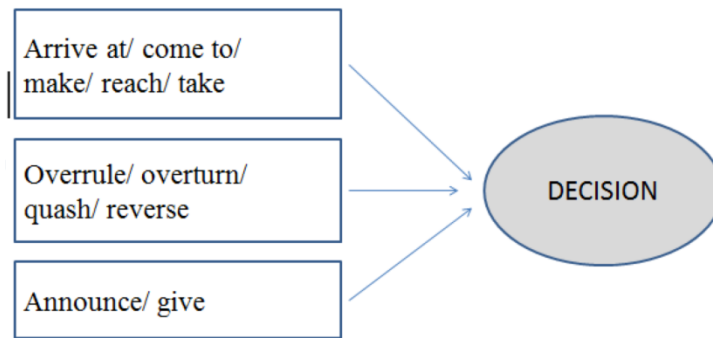 Arrive at/ come to/
make/ reach/ take
Overrule/ overturn/
quash/ reverse
Announce/ give
DECISION